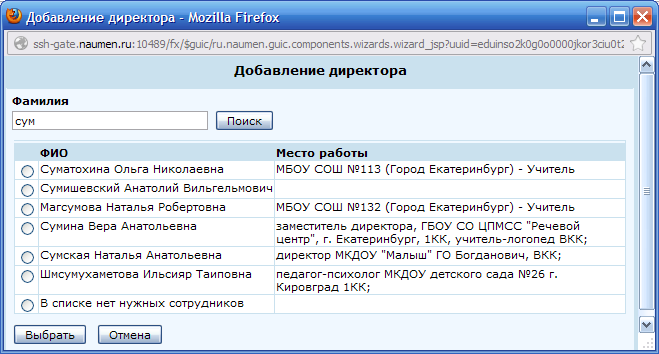 Добавление директора - Mozilla Firefox
ssh-gate.naumen.ru:10489/fx/$guic/ru.naumen.guic.components.wizards.wizard_jsp?uuid=eduinso2k0g0o0000jkor3ciu0t2
Добавление директора
Фамилия
сум Поиск
ФИО Место работы
Суматохина Ольга Николаевна МБОУ СОШ №113 (Город Екатеринбург) - Учитель
Сумишевский Анатолий Вильгельмович
Магсумова Наталья Робертовна МБОУ СОШ №132 (Город Екатеринбург) - Учитель
Сумина Вера Анатольевна заместитель директора, ГБОУ СО ЦПМСС "Речевой
центр", г. Екатеринбург, 1КК, учитель-логопед ВКК;
Сумская Наталья Анатольевна директор МКДОУ "Малыш" ГО Богданович, ВКК;
Шмсумухаметова Ильсияр Таиповна педагог-психолог МКДОУ детского сада №26 г.
Кировград 1КК;
В списке нет нужных сотрудников
Выбрать Отмена